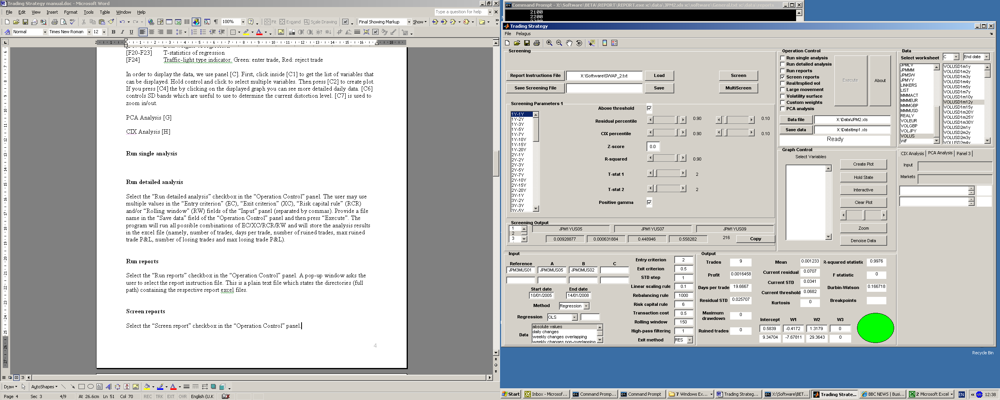 Trading Strategy manual.doc - Microsoft Word
File Edit View Insert Format Tools Table Window Help
Type a question for help
100%
Fit Expand Scale Drawing
Final Showing Markup Show
Normal Times New Roman 12 B I U
[F20-F23] T-statistics of regression
[F24] Traffic-light type indicator. Green: enter trade, Red: reject trade
In order to display the data, we use panel [C]. First, click inside [C1] to get the list of variables that
can be displayed. Hold control and click to select multiple variables. Then press [C2] to create plot.
If you press [C4] the by clicking on the displayed graph you can see more detailed daily data. [C6]
controls SD bands which are useful to use to determine the current distortion level. [C7] is used to
zoom in/out.
PCA Analysis [G]
CIX Analysis [H]
Run single analysis
Run detailed analysis
Select the “Run detailed analysis” checkbox in the “Operation Control” panel. The user may use
multiple values in the “Entry criterion” (EC), “Exit criterion” (XC), “Risk capital rule” (RCR)
and/or “Rolling window” (RW) fields of the “Input” panel (separated by commas). Provide a file
name in the “Save data” field of the “Operation Control” panel and then press “Execute”. The
program will run all possible combinations of EC/XC/RCR/RW and will store the analysis results
in the excel file (namely, number of trades, days per trade, number of ruined trades, max ruined
trade P&L, number of losing trades and max losing trade P&L).
Run reports
Select the “Run reports” checkbox in the “Operation Control” panel. A pop-up window asks the
user to select the report instruction file. This is a plain text file which states the directories (full
path) containing the respective report excel files.
Screen reports
Select the “Screen report” checkbox in the “Operation Control” panel.
4
Draw AutoShapes
Page 4 Sec 3 4/9 At 26.6cm Ln 51 Col 70 REC TRK EXT OVR English (U.K
Command Prompt - X:\Software\BETA\REPORT\REPORT.exe x:\data\JPM2.xls x:\software\General.txt x:\data\reports
2100
2200
Trading Strategy
File Pelagus
Screening
Report Instructions File X:\Software\SWAP_2.txt Load Screen
Save Screening File Save MultiScreen
Screening Parameters 1
1Y-1Y
1Y-2Y
1Y-3Y
1Y-5Y
1Y-7Y
1Y-10Y
1Y-15Y
1Y-20Y
2Y-1Y
2Y-2Y
2Y-3Y
2Y-5Y
2Y-7Y
2Y-10Y
2Y-15Y
2Y-20Y
3Y-1Y
3Y-2Y
3Y-3Y
3Y-5Y
Above threshold
Residual percentile 0.90 0.10
CIX percentile 0.90 0.10
Z-score 0.0
R-squared 0.90
T-stat 1 2
T-stat 2 2
Positive gamma
Screening Output
1
2
3
JPM1YUS05 JPM1YUS07 JPM1YUS09
0.00928877 0.000631884 0.448946 0.558282 216 Copy
Operation Control
Run single analysis
Run detailed analysis
Run reports
Screen reports
Real/Implied vol
Large movement
Volatility surface
Custom weights
PCA analysis
Execute About
Data file X:\Data\JPM2.xls
Save data X:\Data\tmp1.xls
Ready
Data
Select worksheet C End date
JPMLV
JPMMM
JPMSW
JPMYY
LINKERS
LIST
MMMACT
MMMEUR
MMMGBP
MMMUSD
REALY
VOLEUR
VOLGBP
VOLJPY
VOLUS
WF
VOLUSD1m1y
VOLUSD1m2y
VOLUSD1m3y
VOLUSD1m4y
VOLUSD1m5y
VOLUSD1m7y
VOLUSD1m10y
VOLUSD1m12y
VOLUSD1m15y
VOLUSD1m20Y
VOLUSD1m25Y
VOLUSD1m30Y
VOLUSD2m1y
VOLUSD2m2y
VOLUSD2m3y
VOLUSD2m4y
Graph Control
Select Variables
Create Plot
Hold State
Interactive
Clear Plot
Zoom
Denoise Data
CIX Analysis PCA Analysis Panel 3
Input
Markets
Input
Reference A B C
JPM3MUS01 JPM3MUS05 JPM3MUS02
Start date End date
10/01/2005 14/01/2008
Method Regression
Regression OLS
Data absolute values
daily changes
weekly changes overlapping
weekly changes non-overlapping
Entry criterion 2
Exit criterion 0.5
STD step 1
Linear scaling rule 0.1
Rebalancing rule 1000
Risk capital rule 6
Transaction cost 0.5
Rolling window 150
High-pass filtering 1
Exit method RES
Output
Trades 9
Profit 0.0016458
Days per trade 19.6667
Residual STD 0.025707
Maximum drawdown 0
Ruined trades 0
Mean 0.001233
Current residual 0.0707
Current STD 0.0341
Current threshold 0.0682
Kurtosis 0
R-squared statistic 0.9976
F statistic 0
Durbin-Watson 0.166718
Breakpoints
Intercept W1 W2 W3
0.5839 -0.4172 1.3179 0
9.34704 -7.67811 29.3643 0
Recycle Bin
Start Inbox - Microsof... Command Promp... Command Prompt 7 Windows Ex... Trading Strateg... X:\Software\BET... Trading Strate... BBC NEWS | Busi... 2 Microsoft Excel EN 12:38